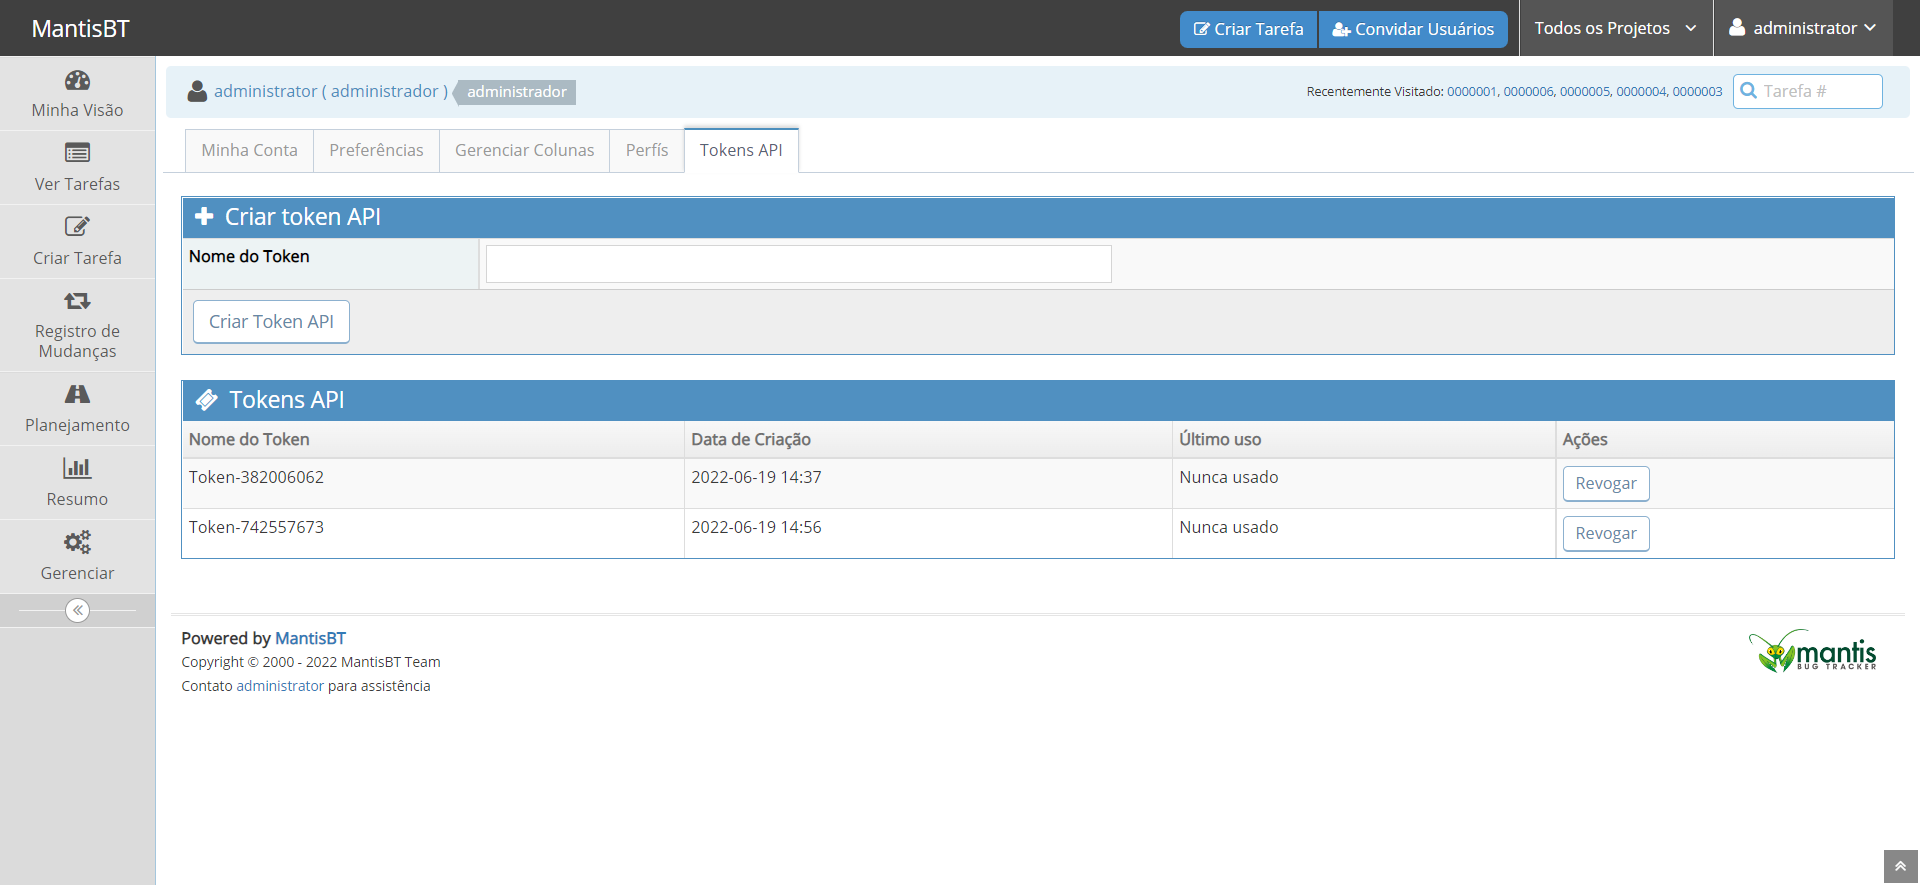 MantisBT
Criar Tarefa
Convidar Usuários
Todos os Projetos
administrator
Minha Visão
Ver Tarefas
Criar Tarefa
Registro de
Mudanças
Planejamento
Resumo
Gerenciar
administrator ( administrador ) administrador
Recentemente Visitado: 0000001, 0000006, 0000005, 0000004, 0000003
Tarefa #
Minha Conta
Preferências
Gerenciar Colunas
Perfís
Tokens API
Criar token API
Nome do Token
Criar Token API
Tokens API
Nome do Token Data de Criação Último uso Ações
Token-382006062 2022-06-19 14:37 Nunca usado Revogar
Token-742557673 2022-06-19 14:56 Nunca usado Revogar
Powered by MantisBT
Copyright © 2000 - 2022 MantisBT Team
Contato administrator para assistência
mantis
BUG TRACKER